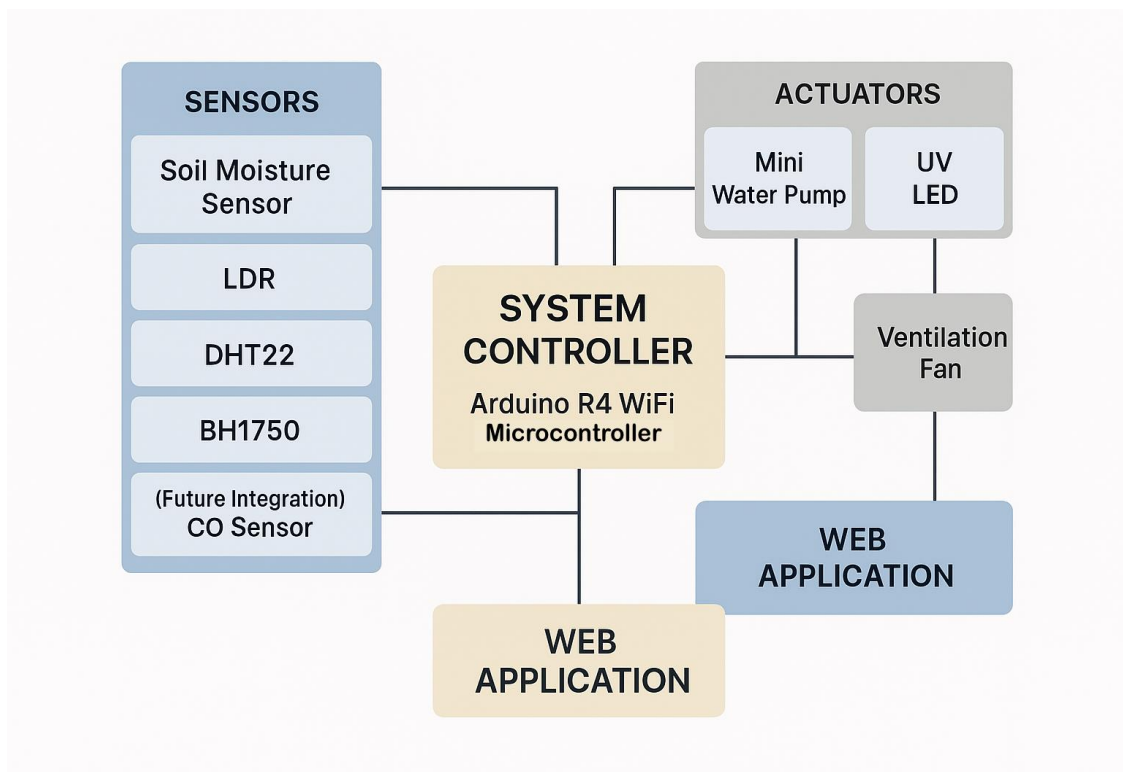 SENSORS
Soil Moisture
Sensor
LDR
DHT22
BH1750
(Future Integration)
CO Sensor
SYSTEM
CONTROLLER
Arduino R4 WiFi
Microcontroller
WEB
APPLICATION
ACTUATORS
Mini
Water Pump
UV
LED
Ventilation
Fan
WEB
APPLICATION